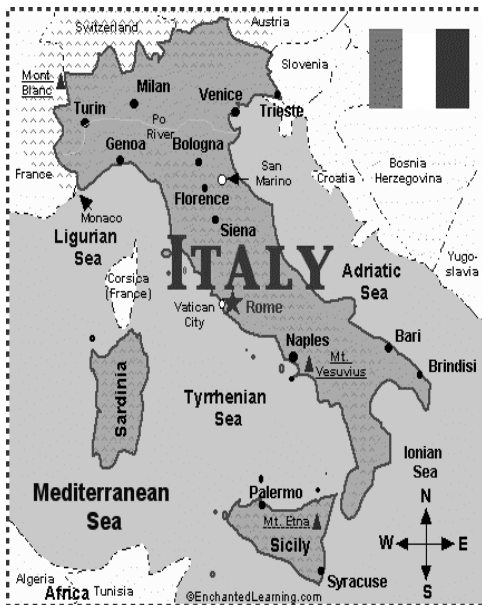 Switzerland
Austria
Mont
Blanc
Slovenia
Milan
Venice
Turin
Trieste
Po
River
Genoa
Bologna
San
Marino
Bosnia
Herzegovina
France
Croatia
Florence
Monaco
Siena
Ligurian
Sea
ITALY
Yugo-
slavia
Adriatic
Sea
Corsica
(France)
Vatican
City
Rome
Naples
Mt.
Vesuvius
Bari
Brindisi
Sardinia
Tyrrhenian
Sea
Ionian
Sea
Mediterranean
Sea
Palermo
N
Mt. Etna
W
E
Sicily
Algeria
Africa
Tunisia
Syracuse
S
©EnchantedLearning.com